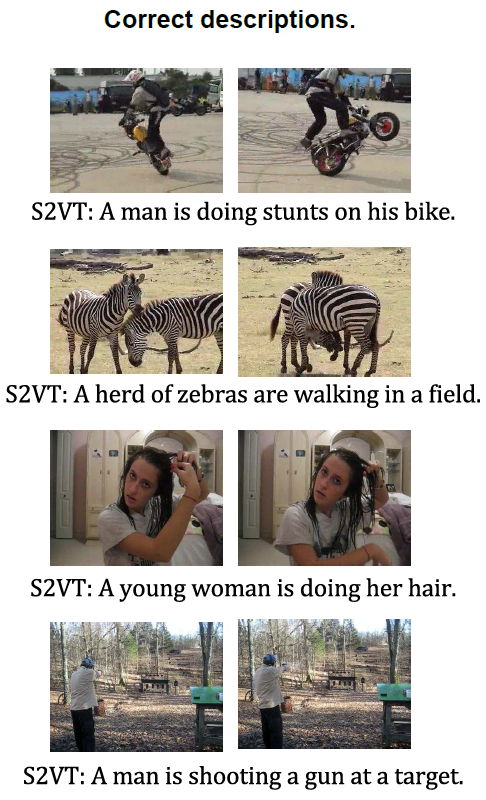 Correct descriptions.
S2VT: A man is doing stunts on his bike.
S2VT: A herd of zebras are walking in a field.
S2VT: A young woman is doing her hair.
S2VT: A man is shooting a gun at a target.